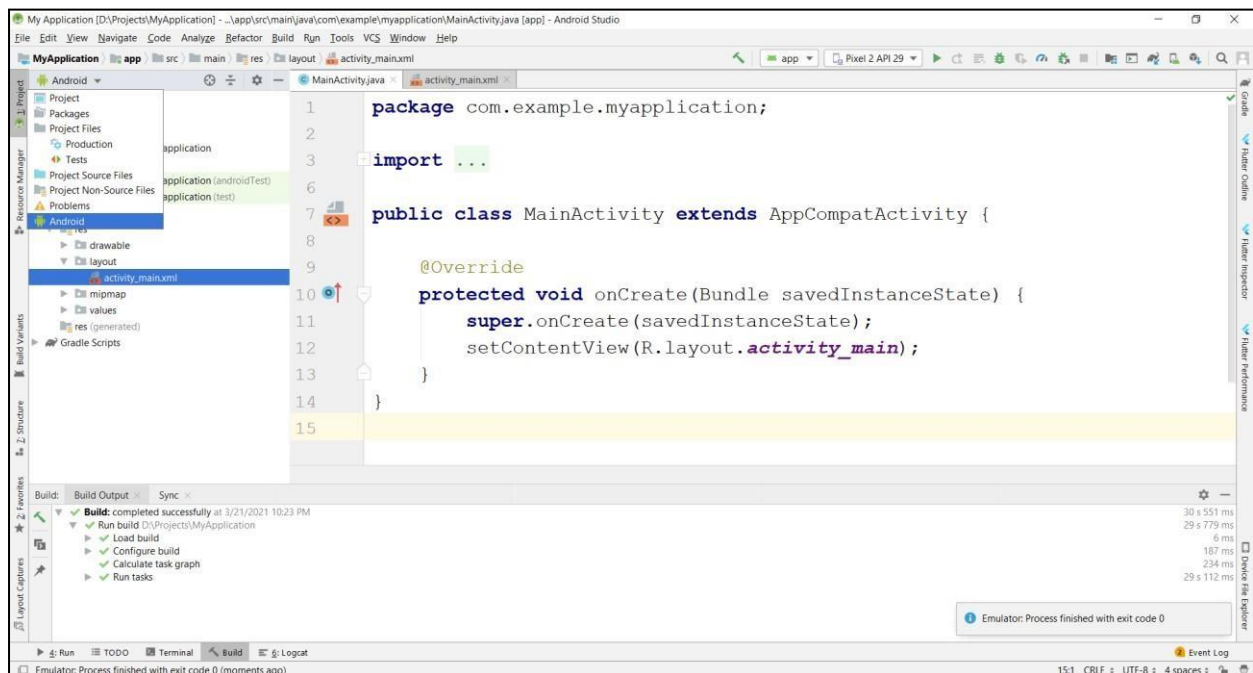 My Application [D:\Projects\MyApplication] - ...\app\src\main\java\com\example\myapplication\MainActivity.java [app] - Android Studio
File Edit View Navigate Code Analyze Refactor Build Run Tools VCS Window Help
MyApplication app src main res layout activity_main.xml
app Pixel 2 API 29
1: Project
Resource Manager
Build Variants
Z: Structure
2: Favorites
Layout Captures
Android
Project
Packages
Project Files
Production
Tests
Project Source Files
Project Non-Source Files
Problems
Android
application
application (androidTest)
application (test)
res
drawable
layout
activity_main.xml
mipmap
values
res (generated)
Gradle Scripts
MainActivity.java activity_main.xml
1 package com.example.myapplication;
2
3 import ...
6
7 public class MainActivity extends AppCompatActivity {
8
9 @Override
10 protected void onCreate(Bundle savedInstanceState) {
11 super.onCreate(savedInstanceState);
12 setContentView(R.layout.activity_main);
13 }
14 }
15
Gradle
Flutter Outline
Flutter Inspector
Flutter Performance
Device File Explorer
Build: Build Output Sync
Build: completed successfully at 3/21/2021 10:23 PM 30 s 551 ms
Run build D:\Projects\MyApplication 29 s 779 ms
Load build 6 ms
Configure build 187 ms
Calculate task graph 234 ms
Run tasks 29 s 112 ms
Emulator: Process finished with exit code 0
4: Run TODO Terminal Build 6: Logcat 2 Event Log
Emulator: Process finished with exit code 0 (moments ago) 15:1 CRLF UTF-8 4 spaces